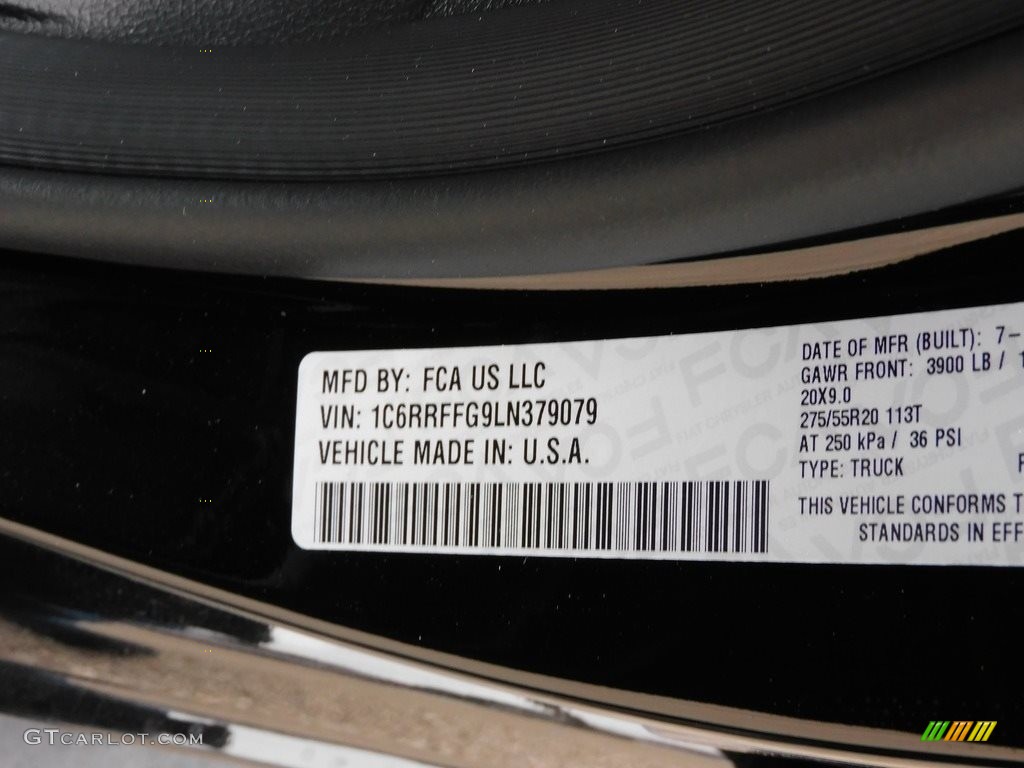 MFD BY: FCA US LLC
VIN: 1C6RRFFG9LN379079
VEHICLE MADE IN: U.S.A.
DATE OF MFR (BUILT): 7-
GAWR FRONT: 3900 LB /
20X9.0
275/55R20 113T
AT 250 kPa / 36 PSI
TYPE: TRUCK
THIS VEHICLE CONFORMS T
STANDARDS IN EFF
GTCARLOT.COM